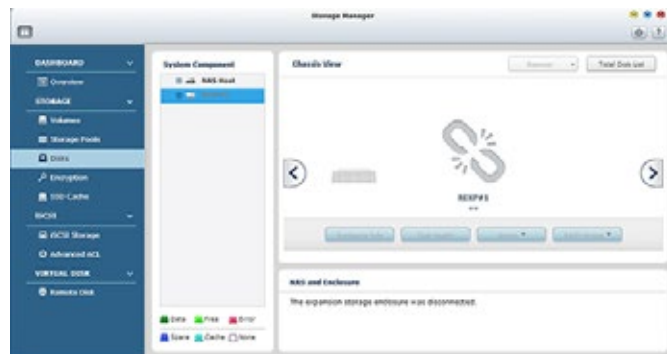 Storage Manager
DASHBOARD
Overview
STORAGE
Volumes
Storage Pools
Disks
Encryption
SSD Cache
iSCSI
iSCSI Storage
Advanced ACL
VIRTUAL DISK
Remote Disk
System Component
NAS Host
Data Free Error
Spare Cache None
Chassis View
Total Disk List
REXP#1
--
NAS and Enclosure
The expansion storage enclosure was disconnected.